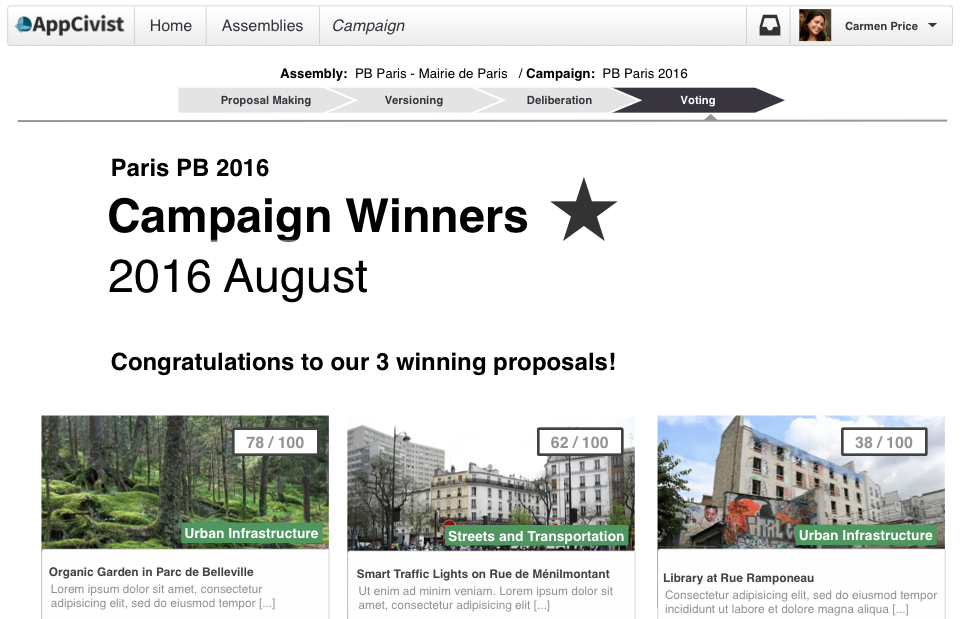 AppCivist Home Assemblies Campaign Carmen Price
Assembly: PB Paris - Mairie de Paris / Campaign: PB Paris 2016
Proposal Making Versioning Deliberation Voting
Paris PB 2016
Campaign Winners
2016 August
Congratulations to our 3 winning proposals!
78 / 100
Urban Infrastructure
Organic Garden in Parc de Belleville
Lorem ipsum dolor sit amet, consectetur
adipisicing elit, sed do eiusmod tempor [...]
62 / 100
Streets and Transportation
Smart Traffic Lights on Rue de Ménilmontant
Ut enim ad minim veniam. Lorem ipsum dolor sit
amet, consectetur adipisicing elit [...]
38 / 100
Urban Infrastructure
Library at Rue Ramponeau
Consectetur adipisicing elit, sed do eiusmod tempor
incididunt ut labore et dolore magna aliqua [...]